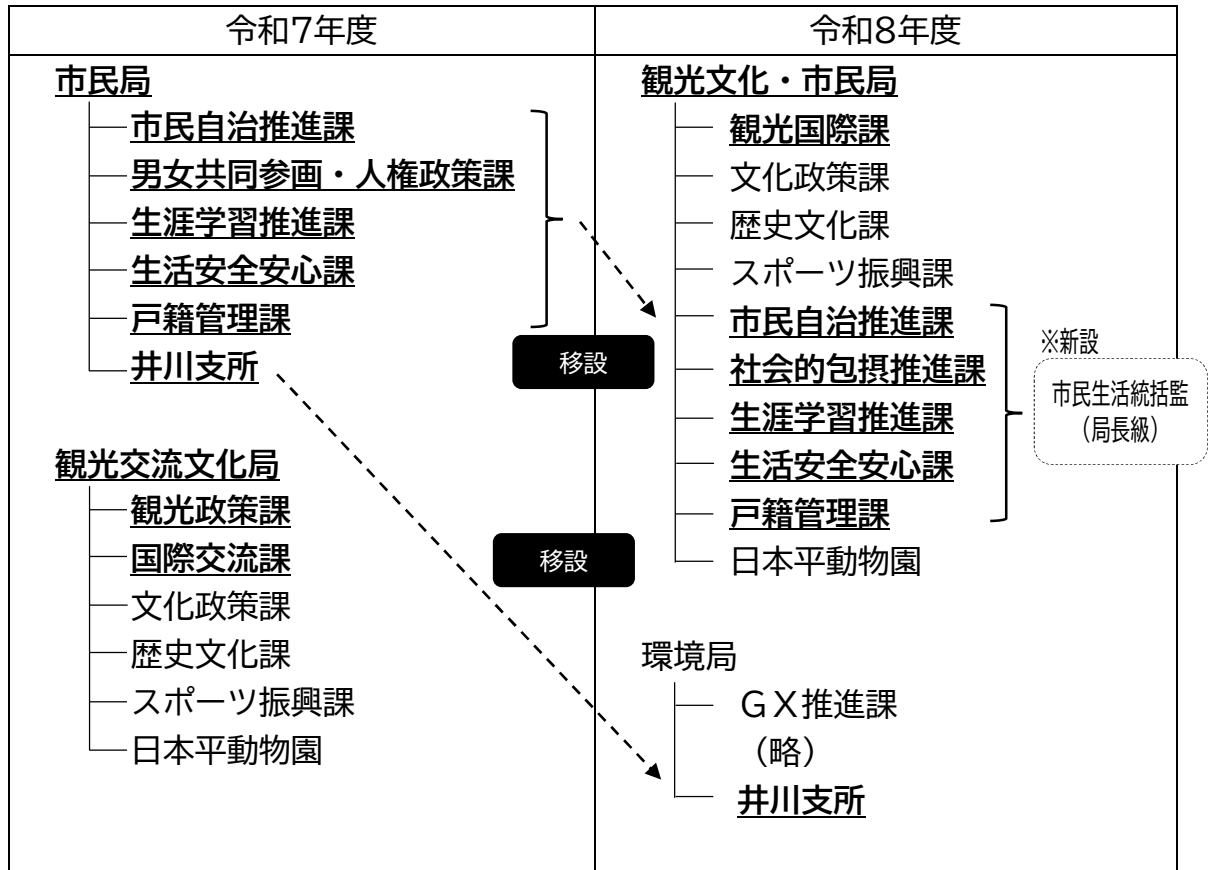 令和7年度
市民局
市民自治推進課
男女共同参画・人権政策課
生涯学習推進課
生活安全安心課
戸籍管理課
井川支所
移設
観光交流文化局
観光政策課
国際交流課
移設
文化政策課
歴史文化課
スポーツ振興課
日本平動物園
令和8年度
観光文化・市民局
観光国際課
文化政策課
歴史文化課
スポーツ振興課
市民自治推進課
社会的包摂推進課
生涯学習推進課
生活安全安心課
戸籍管理課
日本平動物園
※新設
市民生活統括監
（局長級）
環境局
ＧＸ推進課
（略）
井川支所